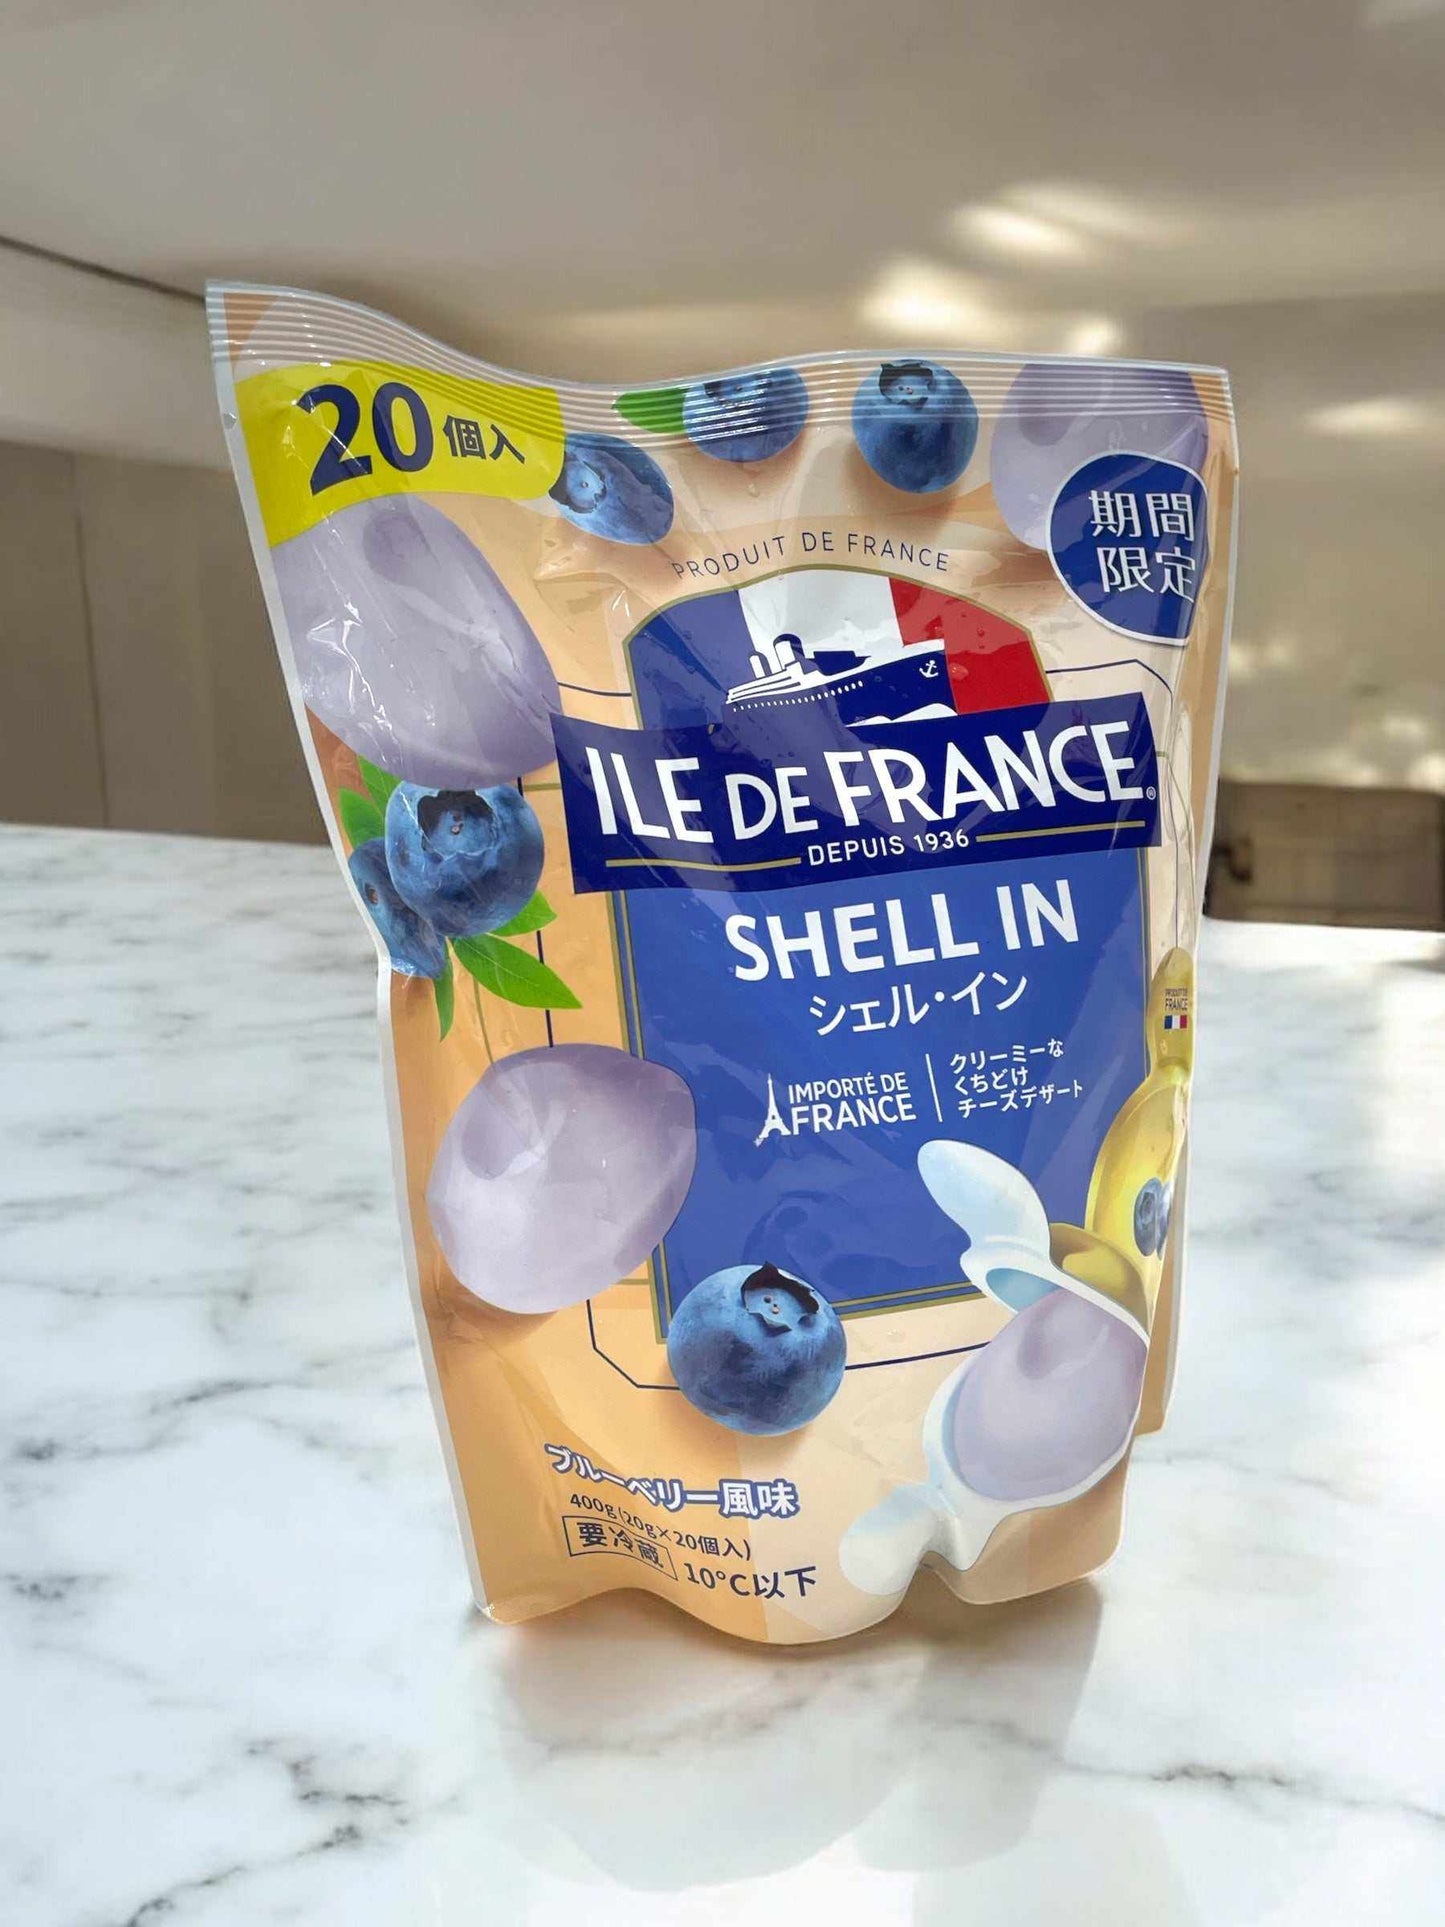 20個入
期間
限定
PRODUIT DE FRANCE
ILE DE FRANCE®
DEPUIS 1936
SHELL IN
シェル・イン
IMPORTÉ DE
FRANCE
クリーミーな
くちどけ
チーズデザート
PRODUIT DE
FRANCE
ブルーベリー風味
400g(20g×20個入)
要冷蔵 10°C以下